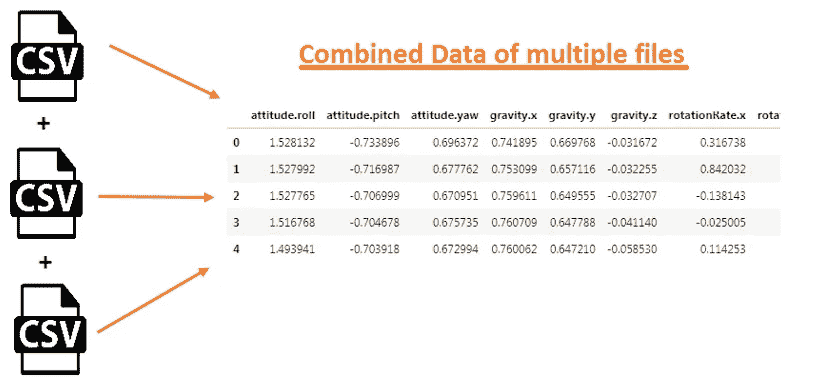 Combined Data of multiple files
CSV
+
CSV
+
CSV
attitude.roll attitude.pitch attitude.yaw gravity.x gravity.y gravity.z rotationRate.x rotat
0 1.528132 -0.733896 0.696372 0.741895 0.669768 -0.031672 0.316738
1 1.527992 -0.716987 0.677762 0.753099 0.657116 -0.032255 0.842032
2 1.527765 -0.706999 0.670951 0.759611 0.649555 -0.032707 -0.138143
3 1.516768 -0.704678 0.675735 0.760709 0.647788 -0.041140 -0.025005
4 1.493941 -0.703918 0.672994 0.760062 0.647210 -0.058530 0.114253